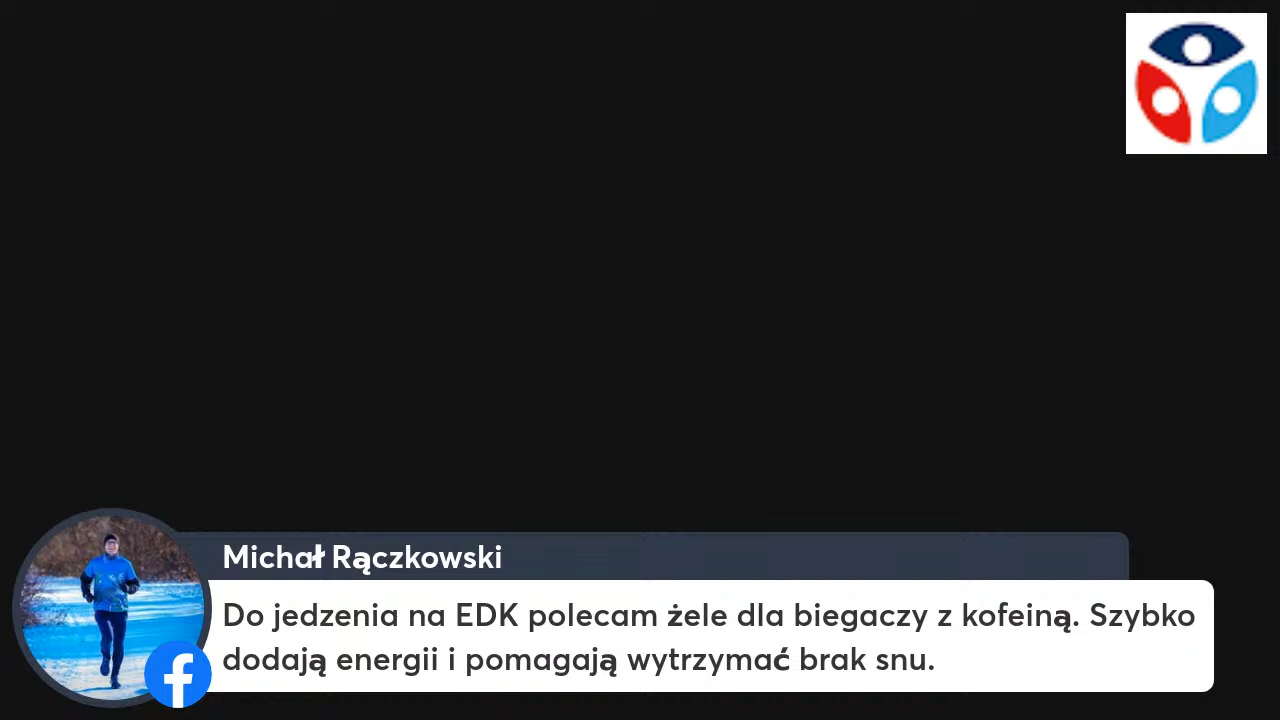 Michał Rączkowski
Do jedzenia na EDK polecam żele dla biegaczy z kofeiną. Szybko
dodają energii i pomagają wytrzymać brak snu.